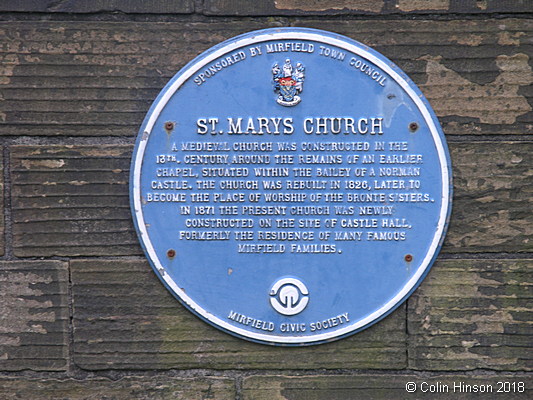 SPONSORED BY MIRFIELD TOWN COUNCIL
ST. MARYS CHURCH
A MEDIEVAL CHURCH WAS CONSTRUCTED IN THE
13TH. CENTURY AROUND THE REMAINS OF AN EARLIER
CHAPEL, SITUATED WITHIN THE BAILEY OF A NORMAN
CASTLE. THE CHURCH WAS REBUILT IN 1826, LATER TO
BECOME THE PLACE OF WORSHIP OF THE BRONTE SISTERS.
IN 1871 THE PRESENT CHURCH WAS NEWLY
CONSTRUCTED ON THE SITE OF CASTLE HALL,
FORMERLY THE RESIDENCE OF MANY FAMOUS
MIRFIELD FAMILIES.
MIRFIELD CIVIC SOCIETY
© Colin Hinson 2018